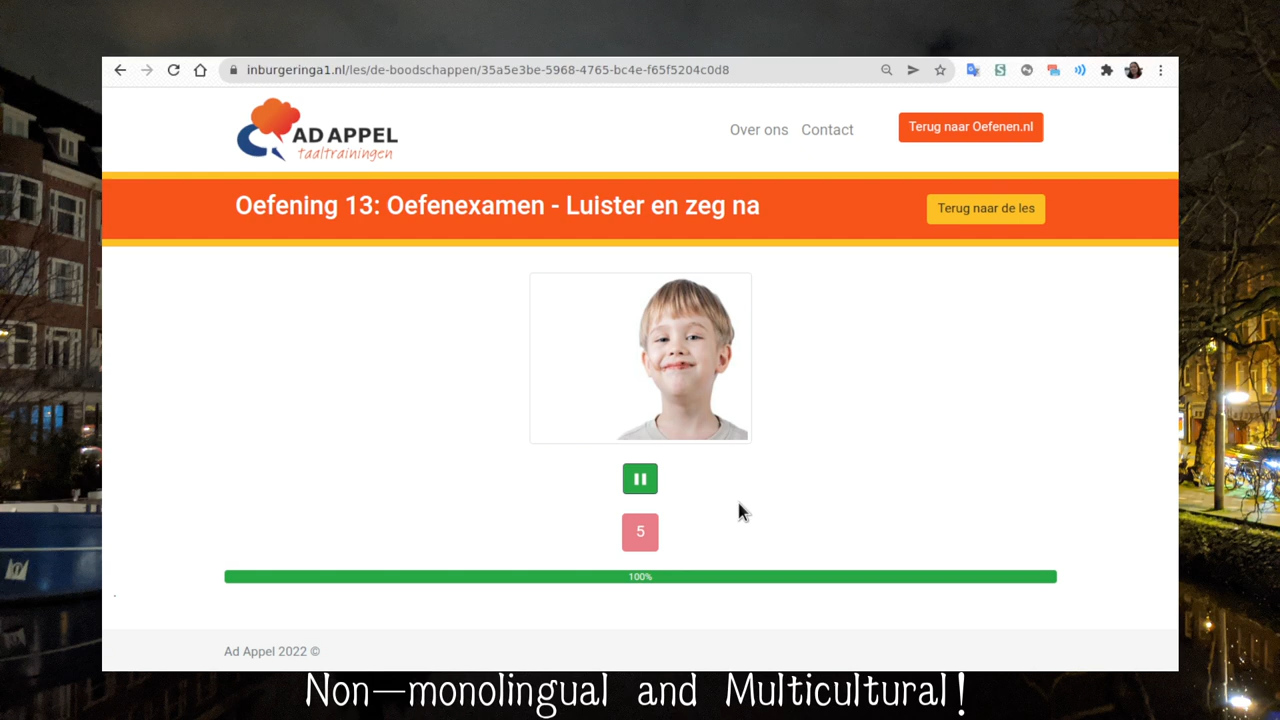 inburgeringa1.nl/les/de-boodschappen/35a5e3be-5968-4765-bc4e-f65f5204c0d8
AD APPEL
taaltrainingen
Over ons
Contact
Terug naar Oefenen.nl
Oefening 13: Oefenexamen - Luister en zeg na
Terug naar de les
5
100%
Ad Appel 2022 ©
Non-monolingual and Multicultural!